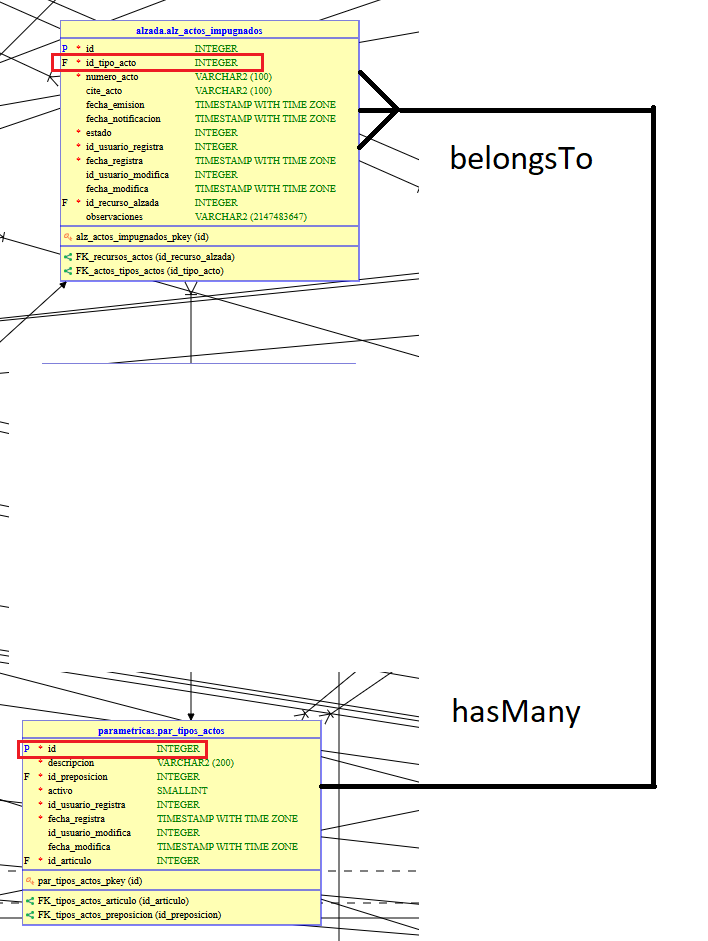 alzada.alz_actos_impugnados
P * id INTEGER
F * id_tipo_acto INTEGER
* numero_acto VARCHAR2 (100)
cite_acto VARCHAR2 (100)
fecha_emision TIMESTAMP WITH TIME ZONE
fecha_notificacion TIMESTAMP WITH TIME ZONE
* estado INTEGER
* id_usuario_registra INTEGER
* fecha_registra TIMESTAMP WITH TIME ZONE
id_usuario_modifica INTEGER
fecha_modifica TIMESTAMP WITH TIME ZONE
F * id_recurso_alzada INTEGER
observaciones VARCHAR2 (2147483647)
alz_actos_impugnados_pkey (id)
FK_recursos_actos (id_recurso_alzada)
FK_actos_tipos_actos (id_tipo_acto)
belongsTo
hasMany
parametricas.par_tipos_actos
P * id INTEGER
* descripcion VARCHAR2 (200)
F * id_preposicion INTEGER
* activo SMALLINT
* id_usuario_registra INTEGER
* fecha_registra TIMESTAMP WITH TIME ZONE
id_usuario_modifica INTEGER
fecha_modifica TIMESTAMP WITH TIME ZONE
F * id_articulo INTEGER
par_tipos_actos_pkey (id)
FK_tipos_actos_articulo (id_articulo)
FK_tipos_actos_preposicion (id_preposicion)